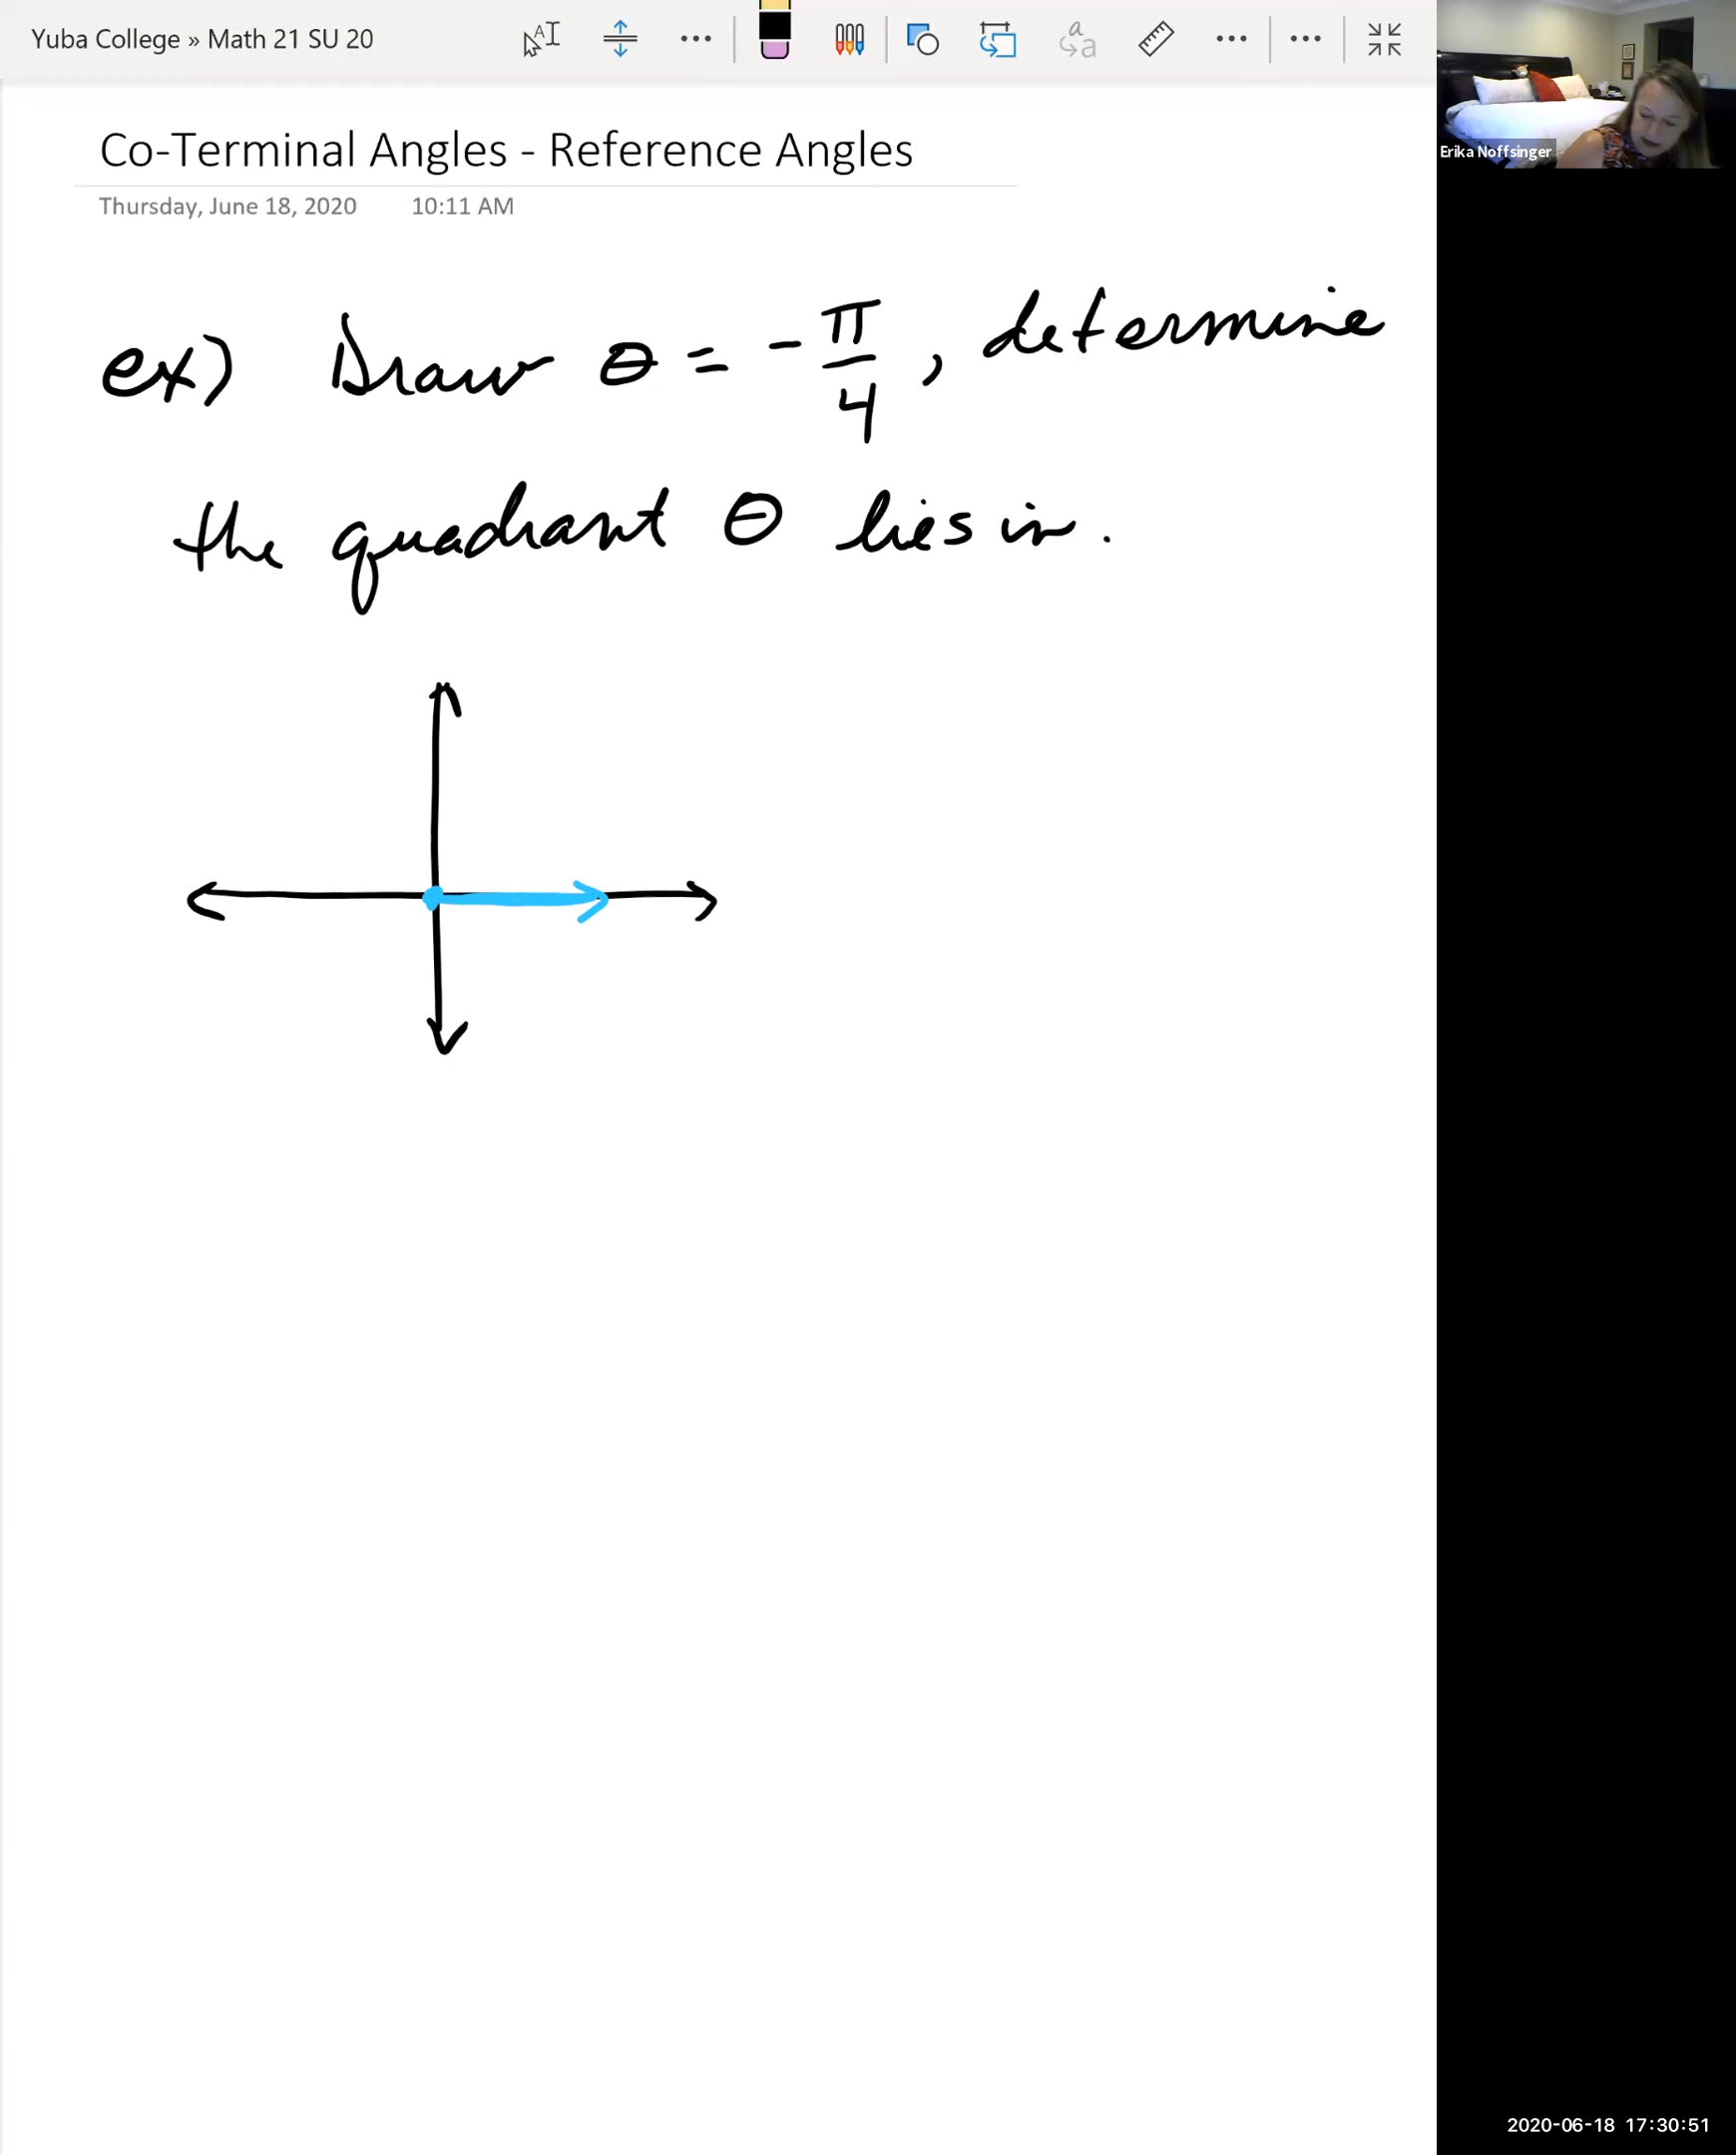 Yuba College » Math 21 SU 20
Erika Noffsinger
Co-Terminal Angles - Reference Angles
Thursday, June 18, 2020 10:11 AM
ex) Draw θ = -π/4, determine
the quadrant θ lies in.
2020-06-18 17:30:51